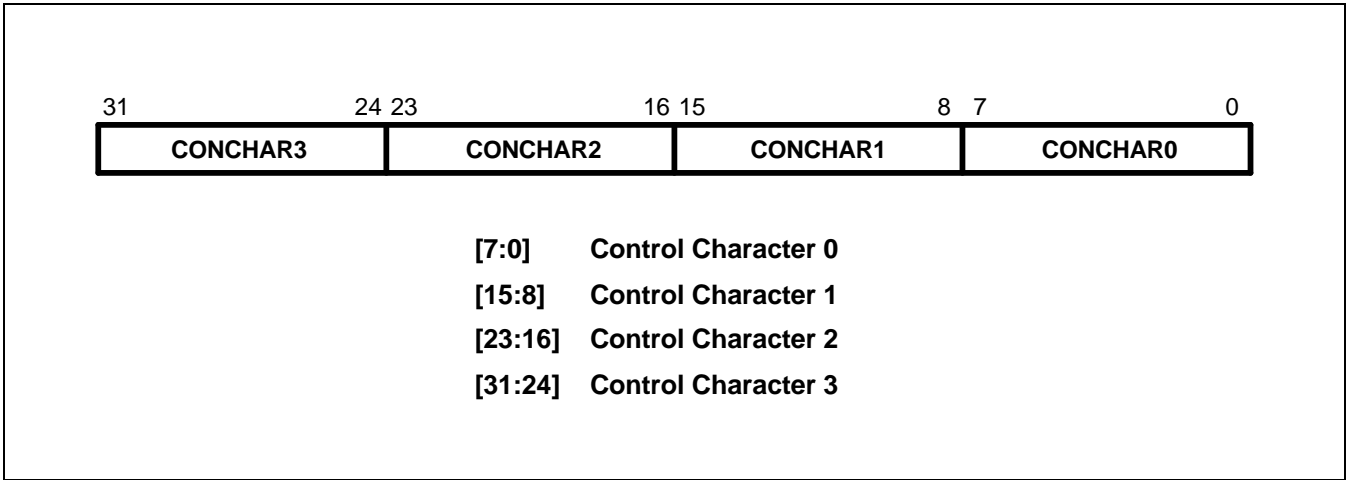 31 24 23 16 15 8 7 0
CONCHAR3 CONCHAR2 CONCHAR1 CONCHAR0
[7:0] Control Character 0
[15:8] Control Character 1
[23:16] Control Character 2
[31:24] Control Character 3